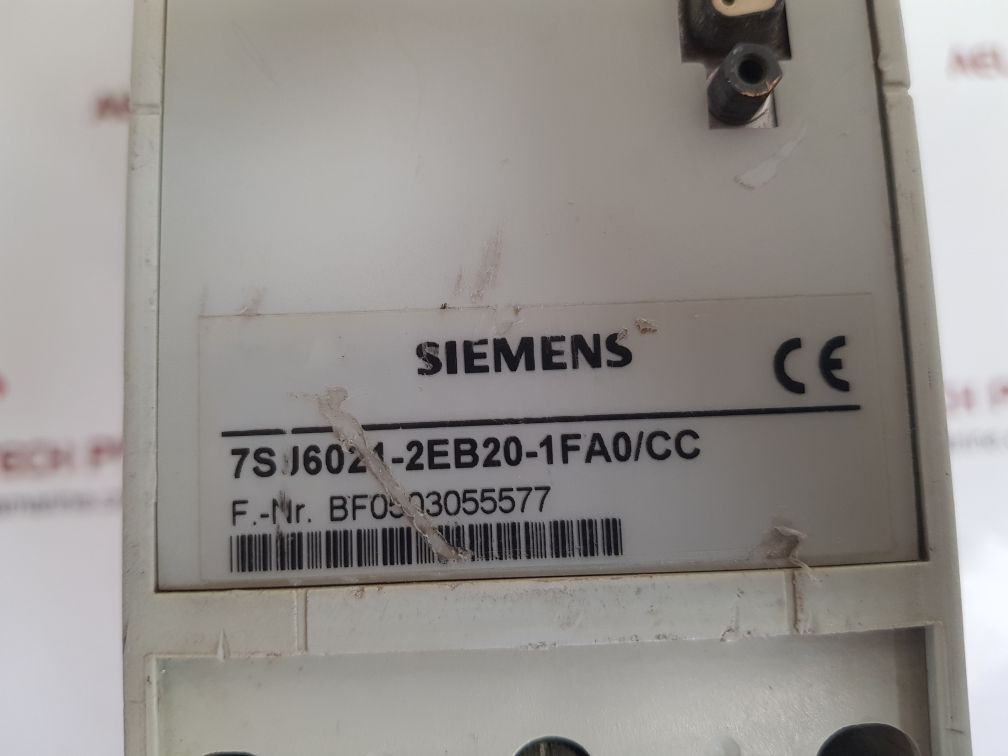 SIEMENS
CE
7SJ6021-2EB20-1FA0/CC
F.-Nr. BF0503055577